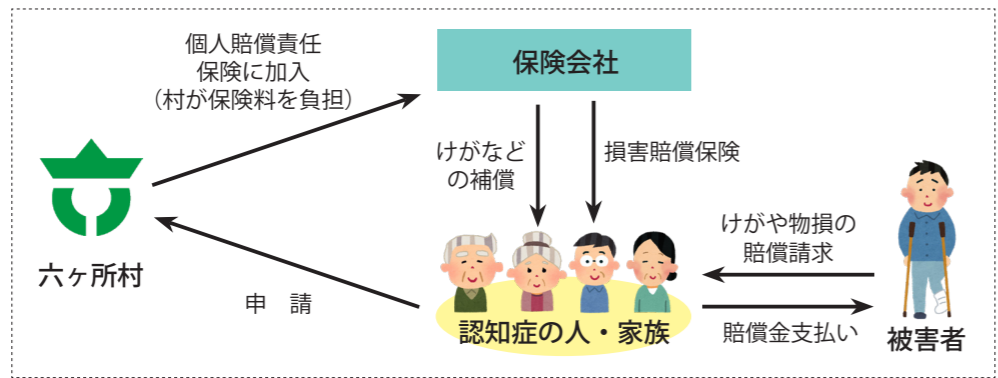 個人賠償責任
保険に加入
（村が保険料を負担）
保険会社
けがなど
の補償
損害賠償保険
六ヶ所村
申　請
認知症の人・家族
けがや物損の
賠償請求
賠償金支払い
被害者